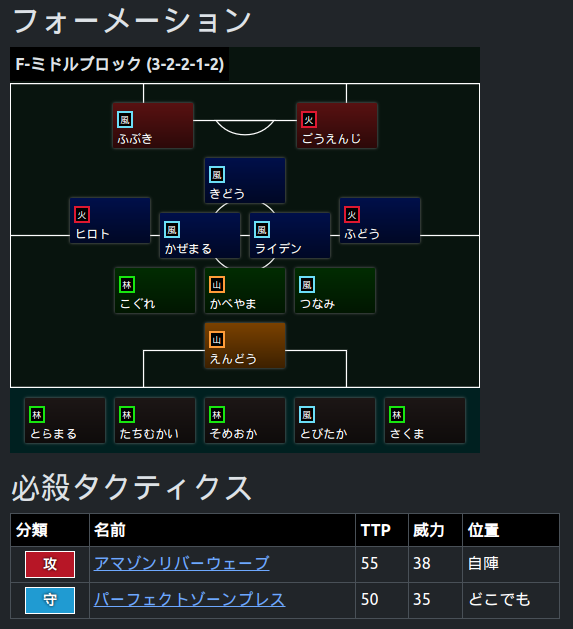 フォーメーション
F-ミドルブロック (3-2-2-1-2)
風
ふぶき
火
ごうえんじ
風
きどう
火
ヒロト
風
かぜまる
風
ライデン
火
ふどう
林
こぐれ
山
かべやま
風
つなみ
山
えんどう
林
とらまる
林
たちむかい
林
そめおか
風
とびたか
林
さくま
必殺タクティクス
分類 名前 TTP 威力 位置
攻 アマゾンリバーウェーブ 55 38 自陣
守 パーフェクトゾーンプレス 50 35 どこでも